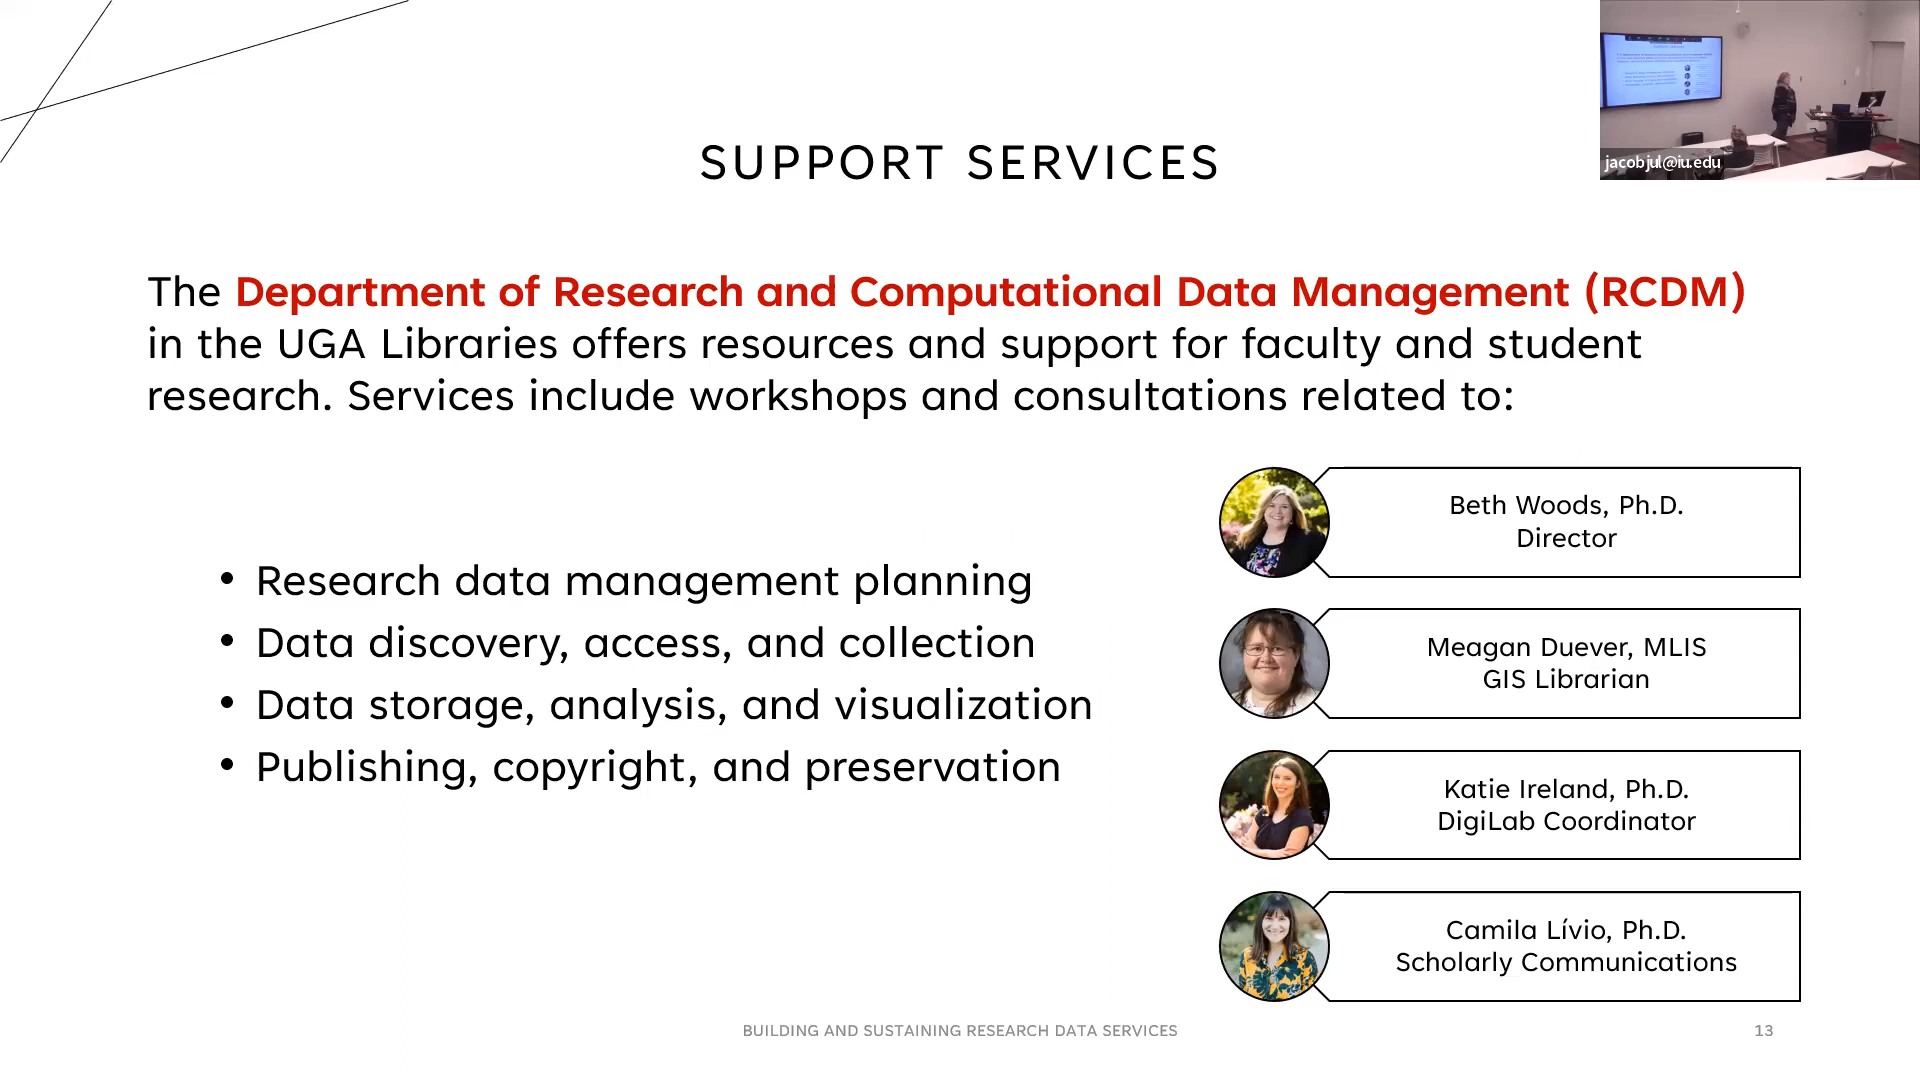 jacobjul@iu.edu
SUPPORT SERVICES
The Department of Research and Computational Data Management (RCDM)
in the UGA Libraries offers resources and support for faculty and student
research. Services include workshops and consultations related to:
• Research data management planning
• Data discovery, access, and collection
• Data storage, analysis, and visualization
• Publishing, copyright, and preservation
Beth Woods, Ph.D.
Director
Meagan Duever, MLIS
GIS Librarian
Katie Ireland, Ph.D.
DigiLab Coordinator
Camila Lívio, Ph.D.
Scholarly Communications
BUILDING AND SUSTAINING RESEARCH DATA SERVICES
13